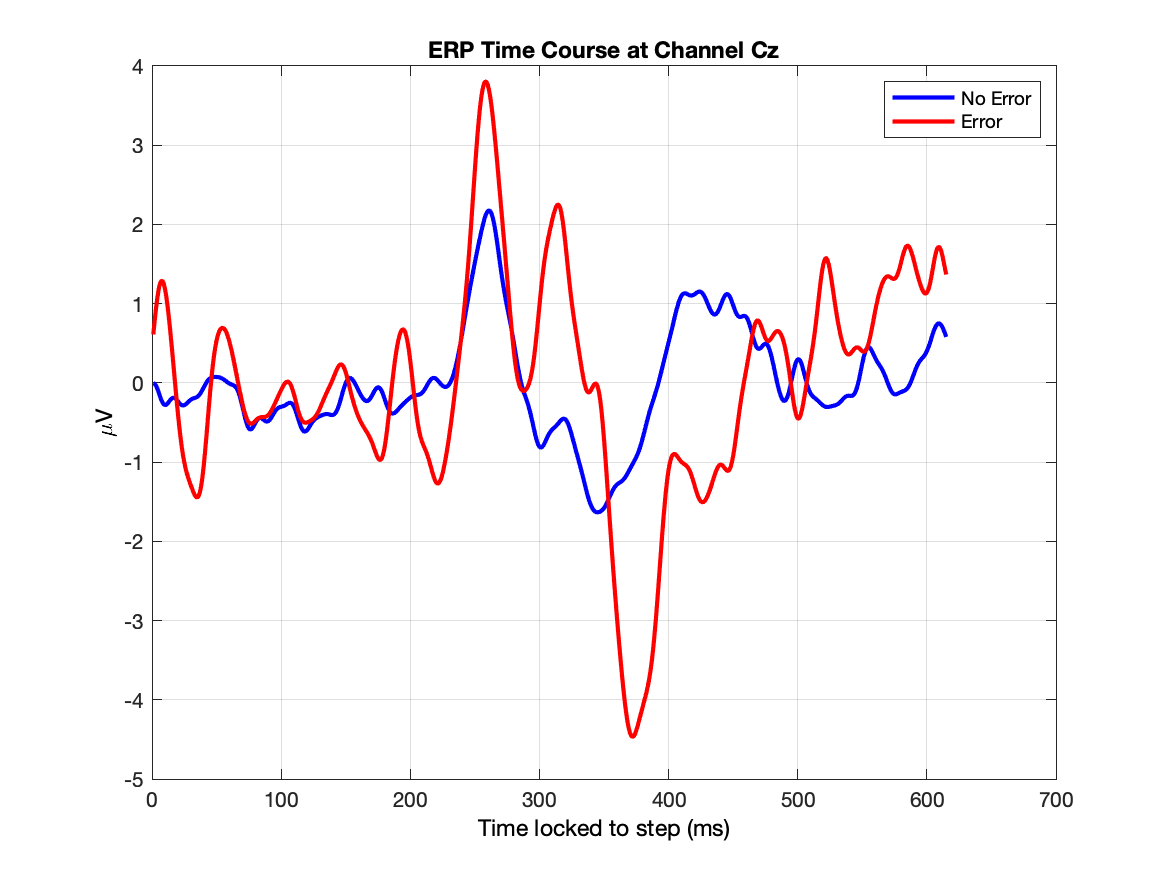 ERP Time Course at Channel Cz
No Error
Error
4
3
2
1
0
-1
-2
-3
-4
-5
μV
0 100 200 300 400 500 600 700
Time locked to step (ms)